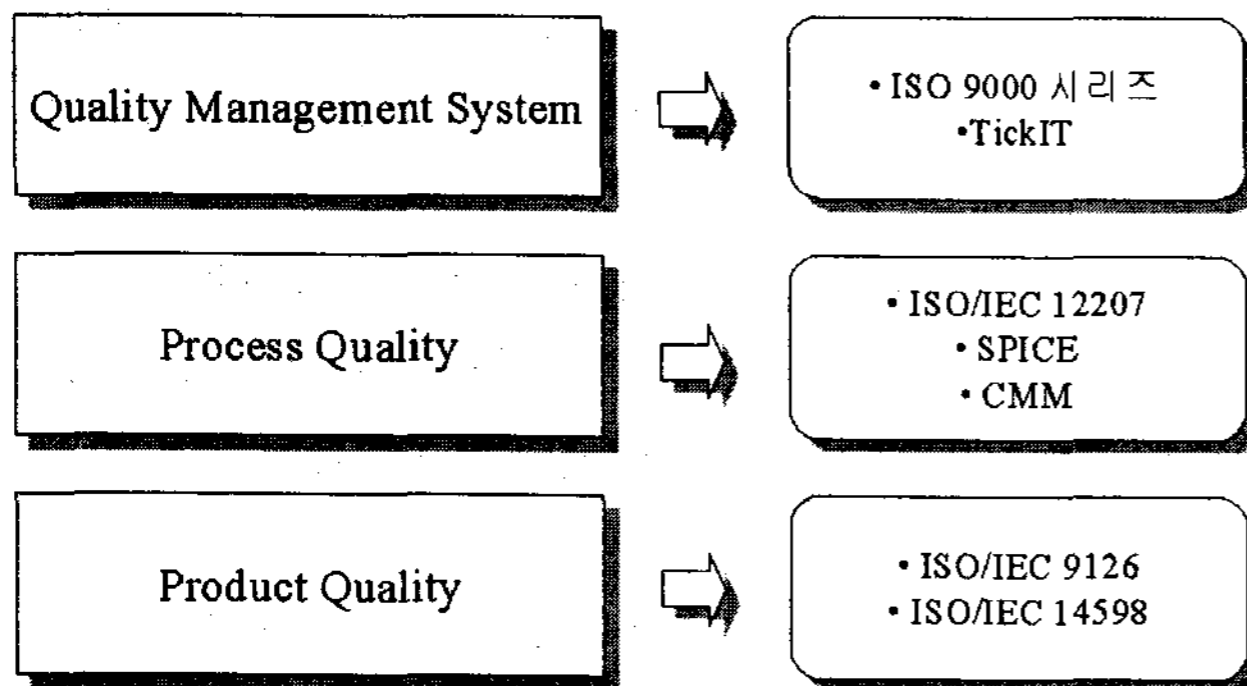 Quality Management System
• ISO 9000 시리즈
•TickIT
Process Quality
• ISO/IEC 12207
• SPICE
• CMM
Product Quality
• ISO/IEC 9126
• ISO/IEC 14598